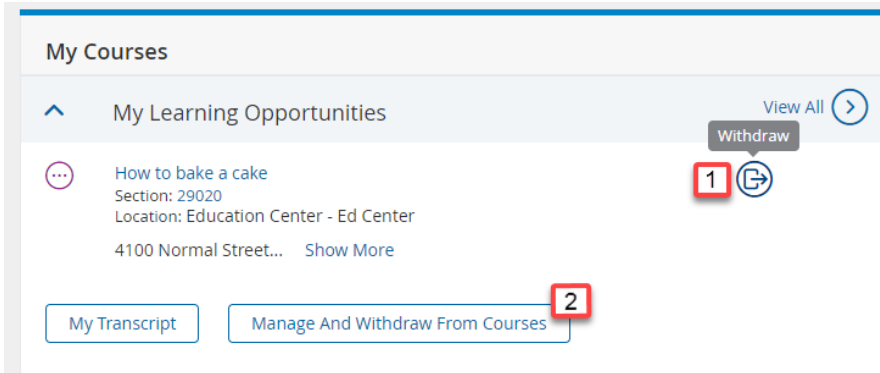 My Courses
My Learning Opportunities
View All
Withdraw
How to bake a cake
1
Section: 29020
Location: Education Center - Ed Center
4100 Normal Street... Show More
2
My Transcript
Manage And Withdraw From Courses